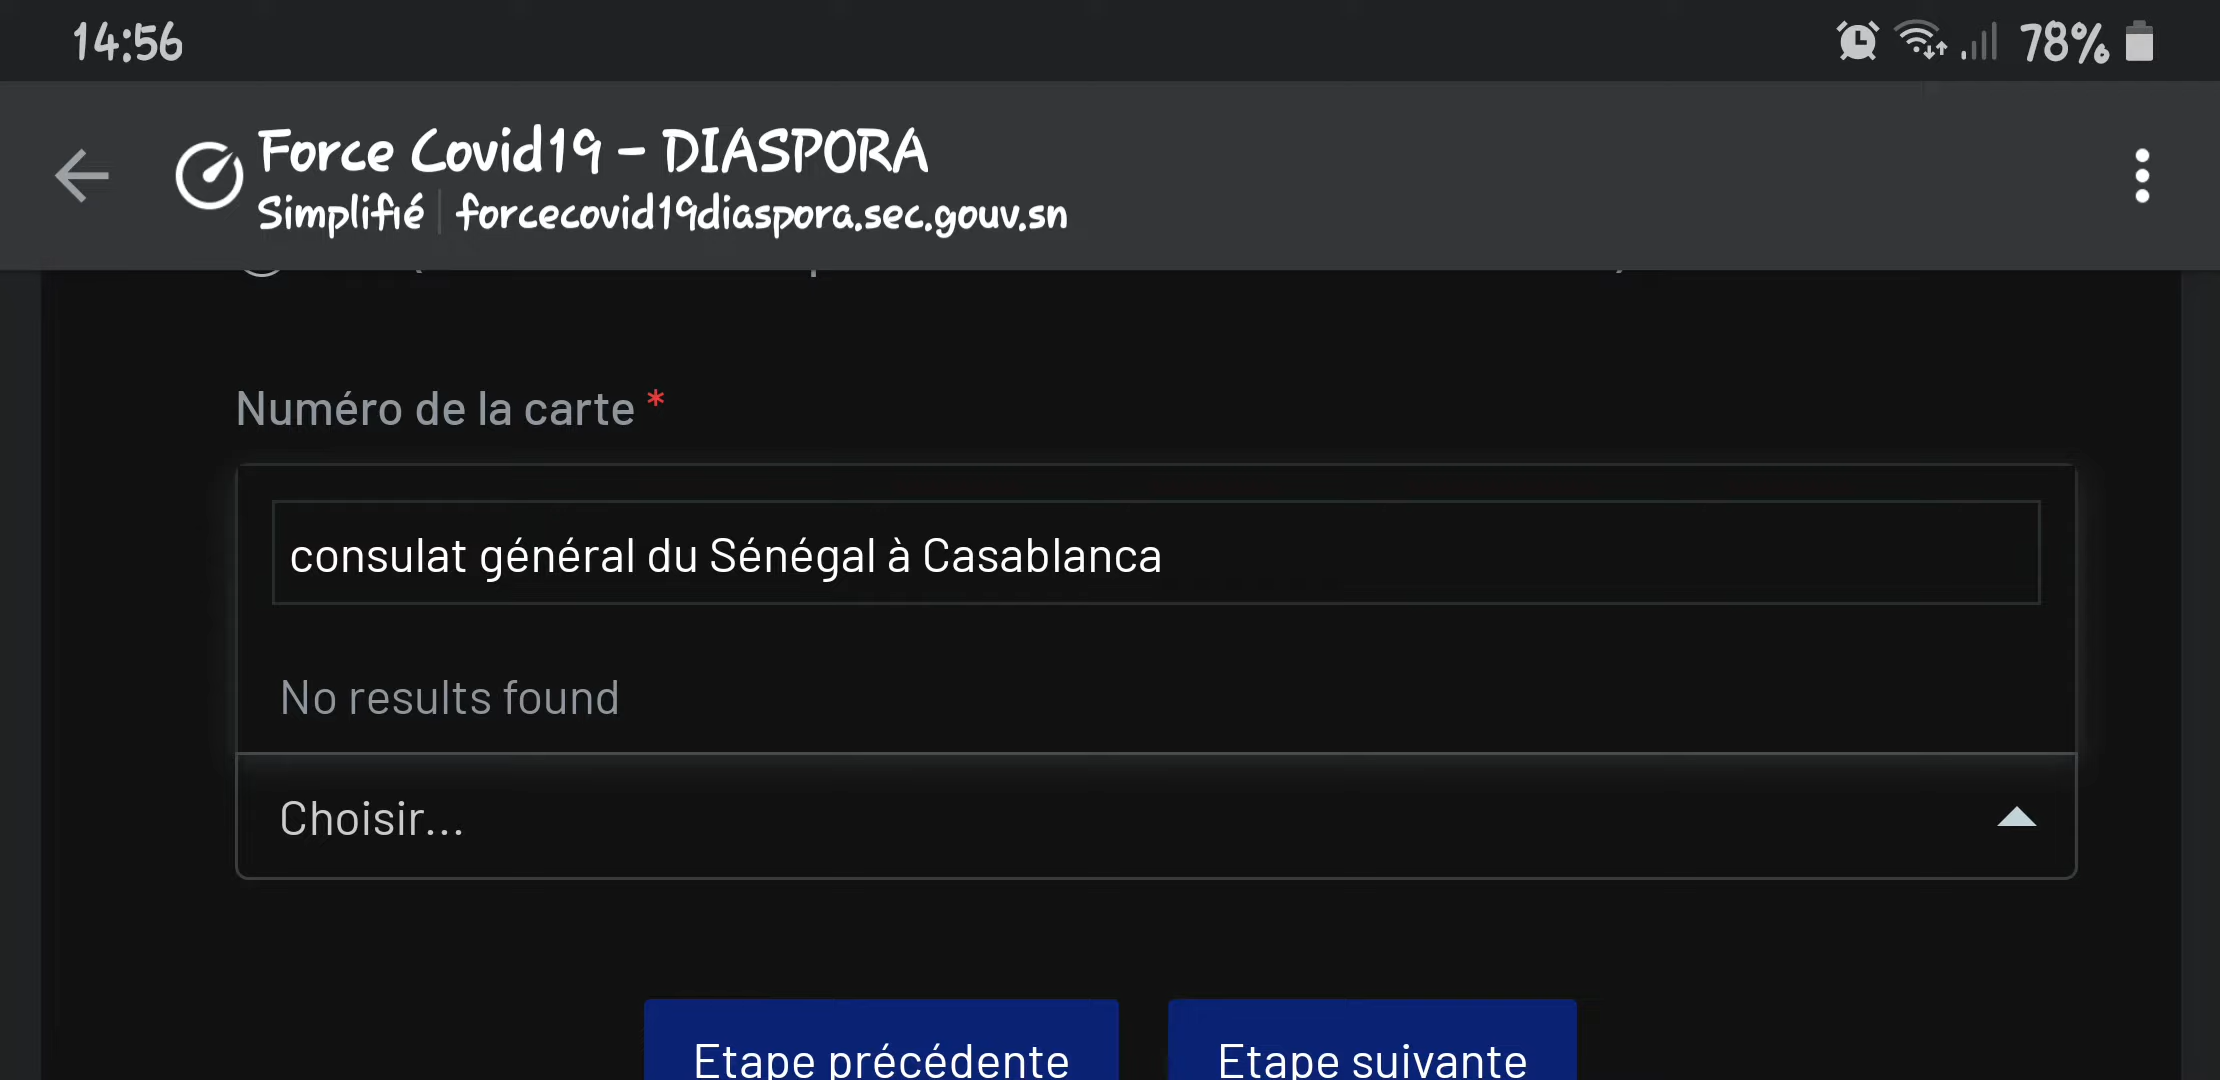 14:56
78%
Force Covid19 - DIASPORA
Simplifié forcecovid19diaspora.sec.gouv.sn
Numéro de la carte *
consulat général du Sénégal à Casablanca
No results found
Choisir...
Etape précédente
Etape suivante